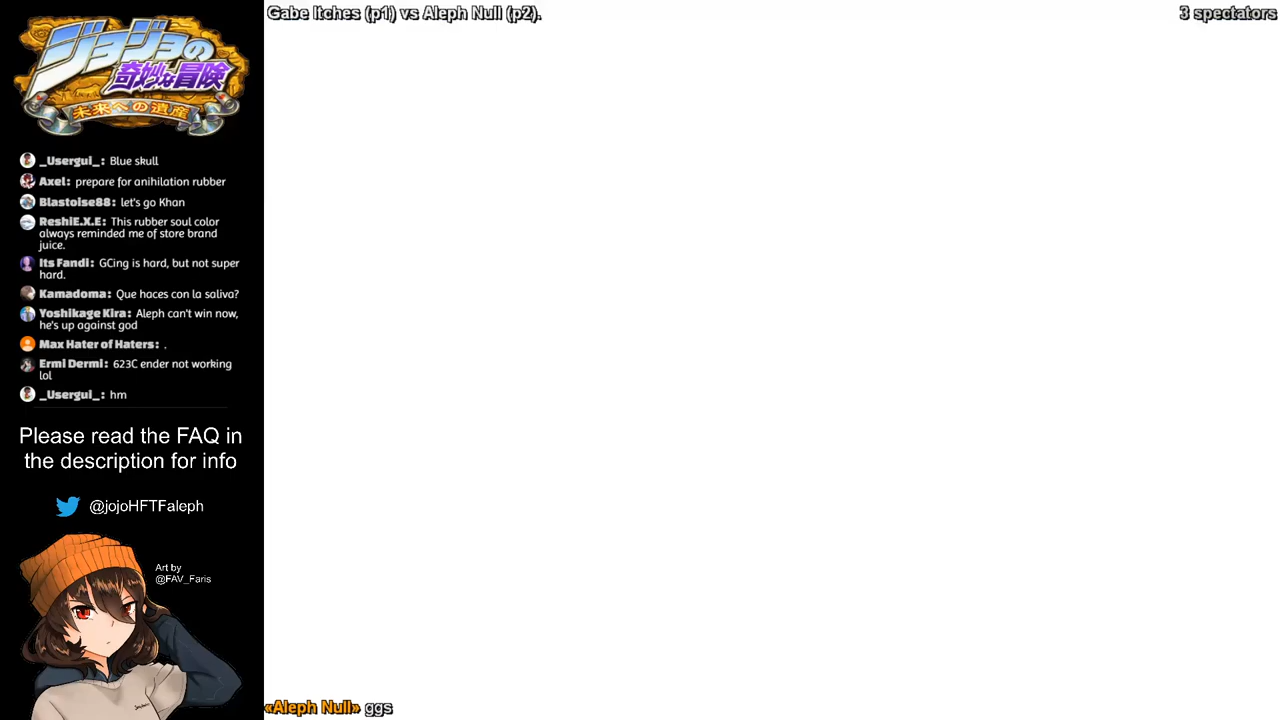 Gabe Itches (p1) vs Aleph Null (p2).
3 spectators
ジョジョの
奇妙な冒険
未来への遺産
_Usergui_: Blue skull
Axel: prepare for anihilation rubber
Blastoise88: let's go Khan
ReshiE.X.E: This rubber soul color
always reminded me of store brand
juice.
Its Fandi: GCing is hard, but not super
hard.
Kamadoma: Que haces con la saliva?
Yoshikage Kira: Aleph can't win now,
he's up against god
Max Hater of Haters: .
Ermi Dermi: 623C ender not working
lol
_Usergui_: hm
Please read the FAQ in
the description for info
@jojoHFTFaleph
Art by
@FAV_Faris
«Aleph Null» ggs